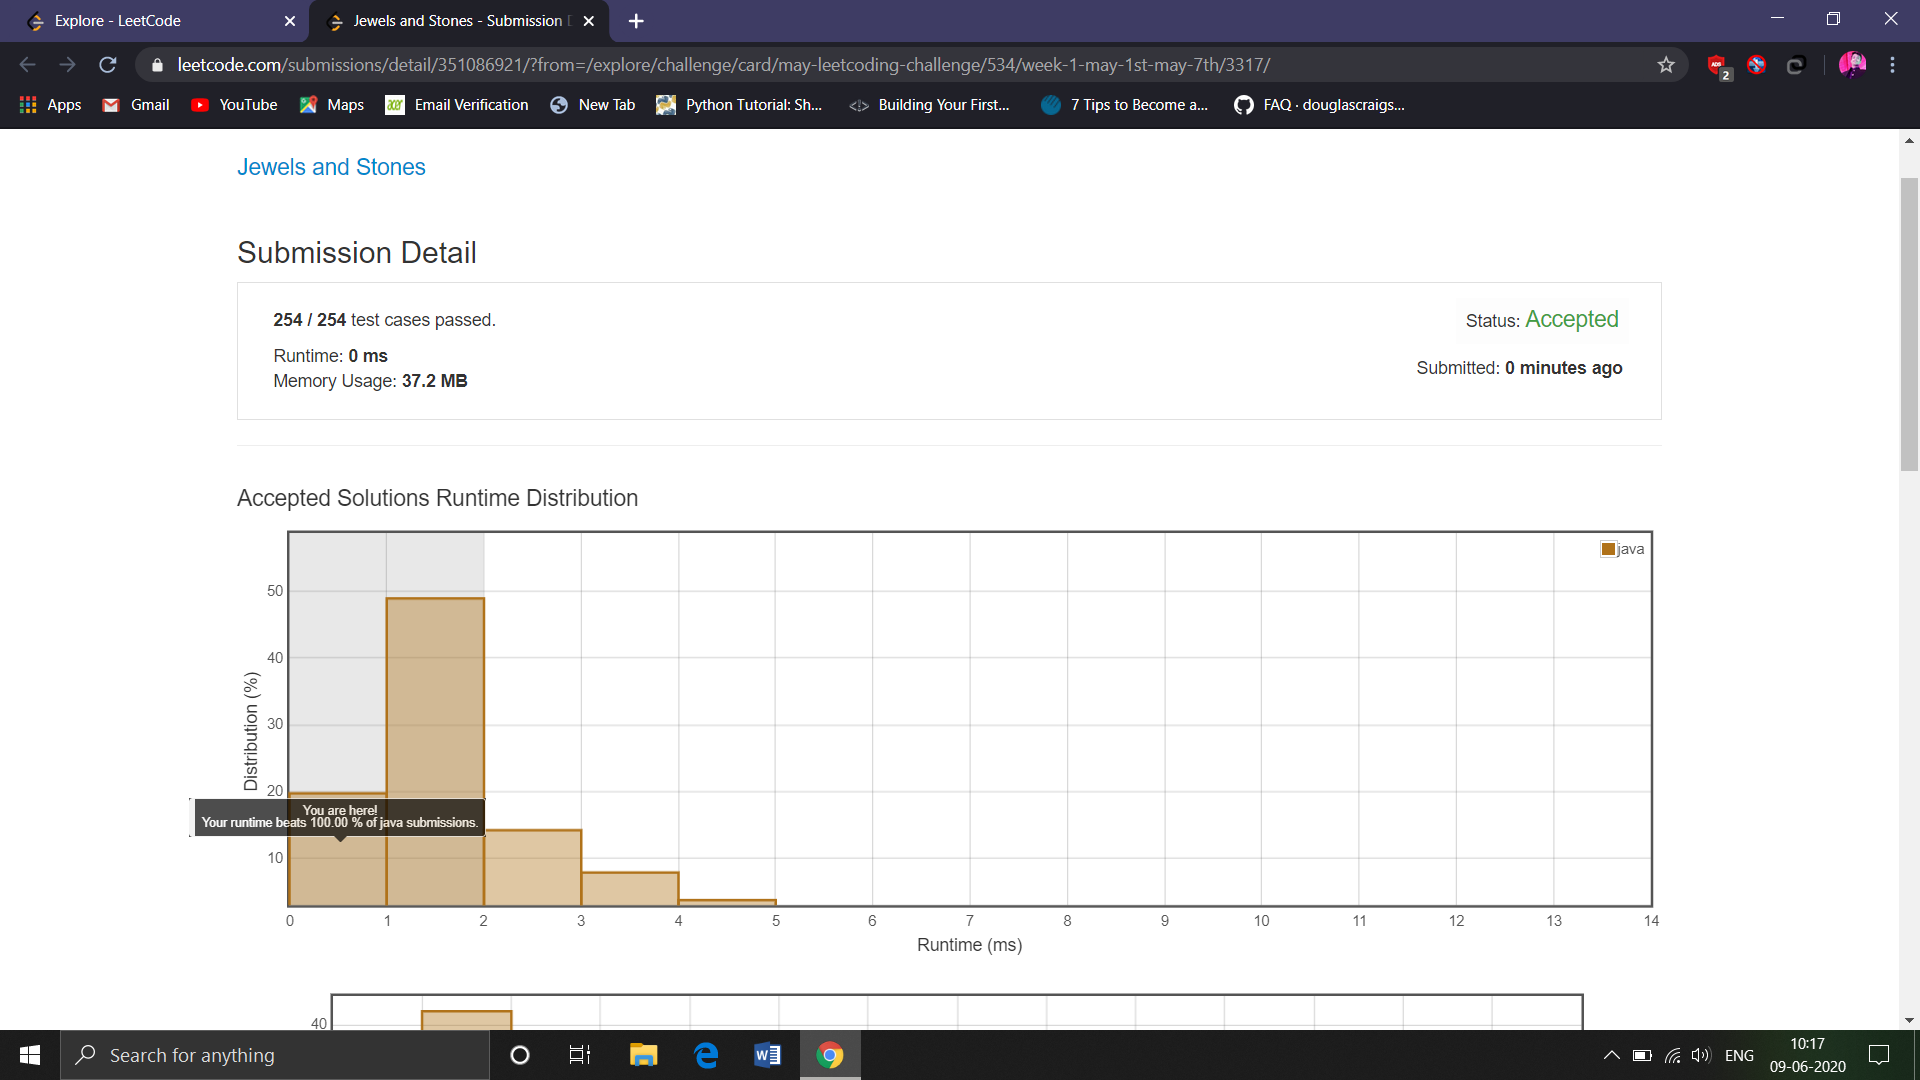 Explore - LeetCode
Jewels and Stones - Submission D
leetcode.com/submissions/detail/351086921/?from=/explore/challenge/card/may-leetcoding-challenge/534/week-1-may-1st-may-7th/3317/
ADS
2
Apps
Gmail
YouTube
Maps
acer
Email Verification
New Tab
Python Tutorial: Sh...
Building Your First...
7 Tips to Become a...
FAQ · douglascraigs...
Jewels and Stones
Submission Detail
254 / 254 test cases passed.
Status: Accepted
Runtime: 0 ms
Submitted: 0 minutes ago
Memory Usage: 37.2 MB
Accepted Solutions Runtime Distribution
java
50
40
30
20
10
Distribution (%)
You are here!
Your runtime beats 100.00 % of java submissions.
0 1 2 3 4 5 6 7 8 9 10 11 12 13 14
Runtime (ms)
40
Search for anything
ENG
10:17
09-06-2020